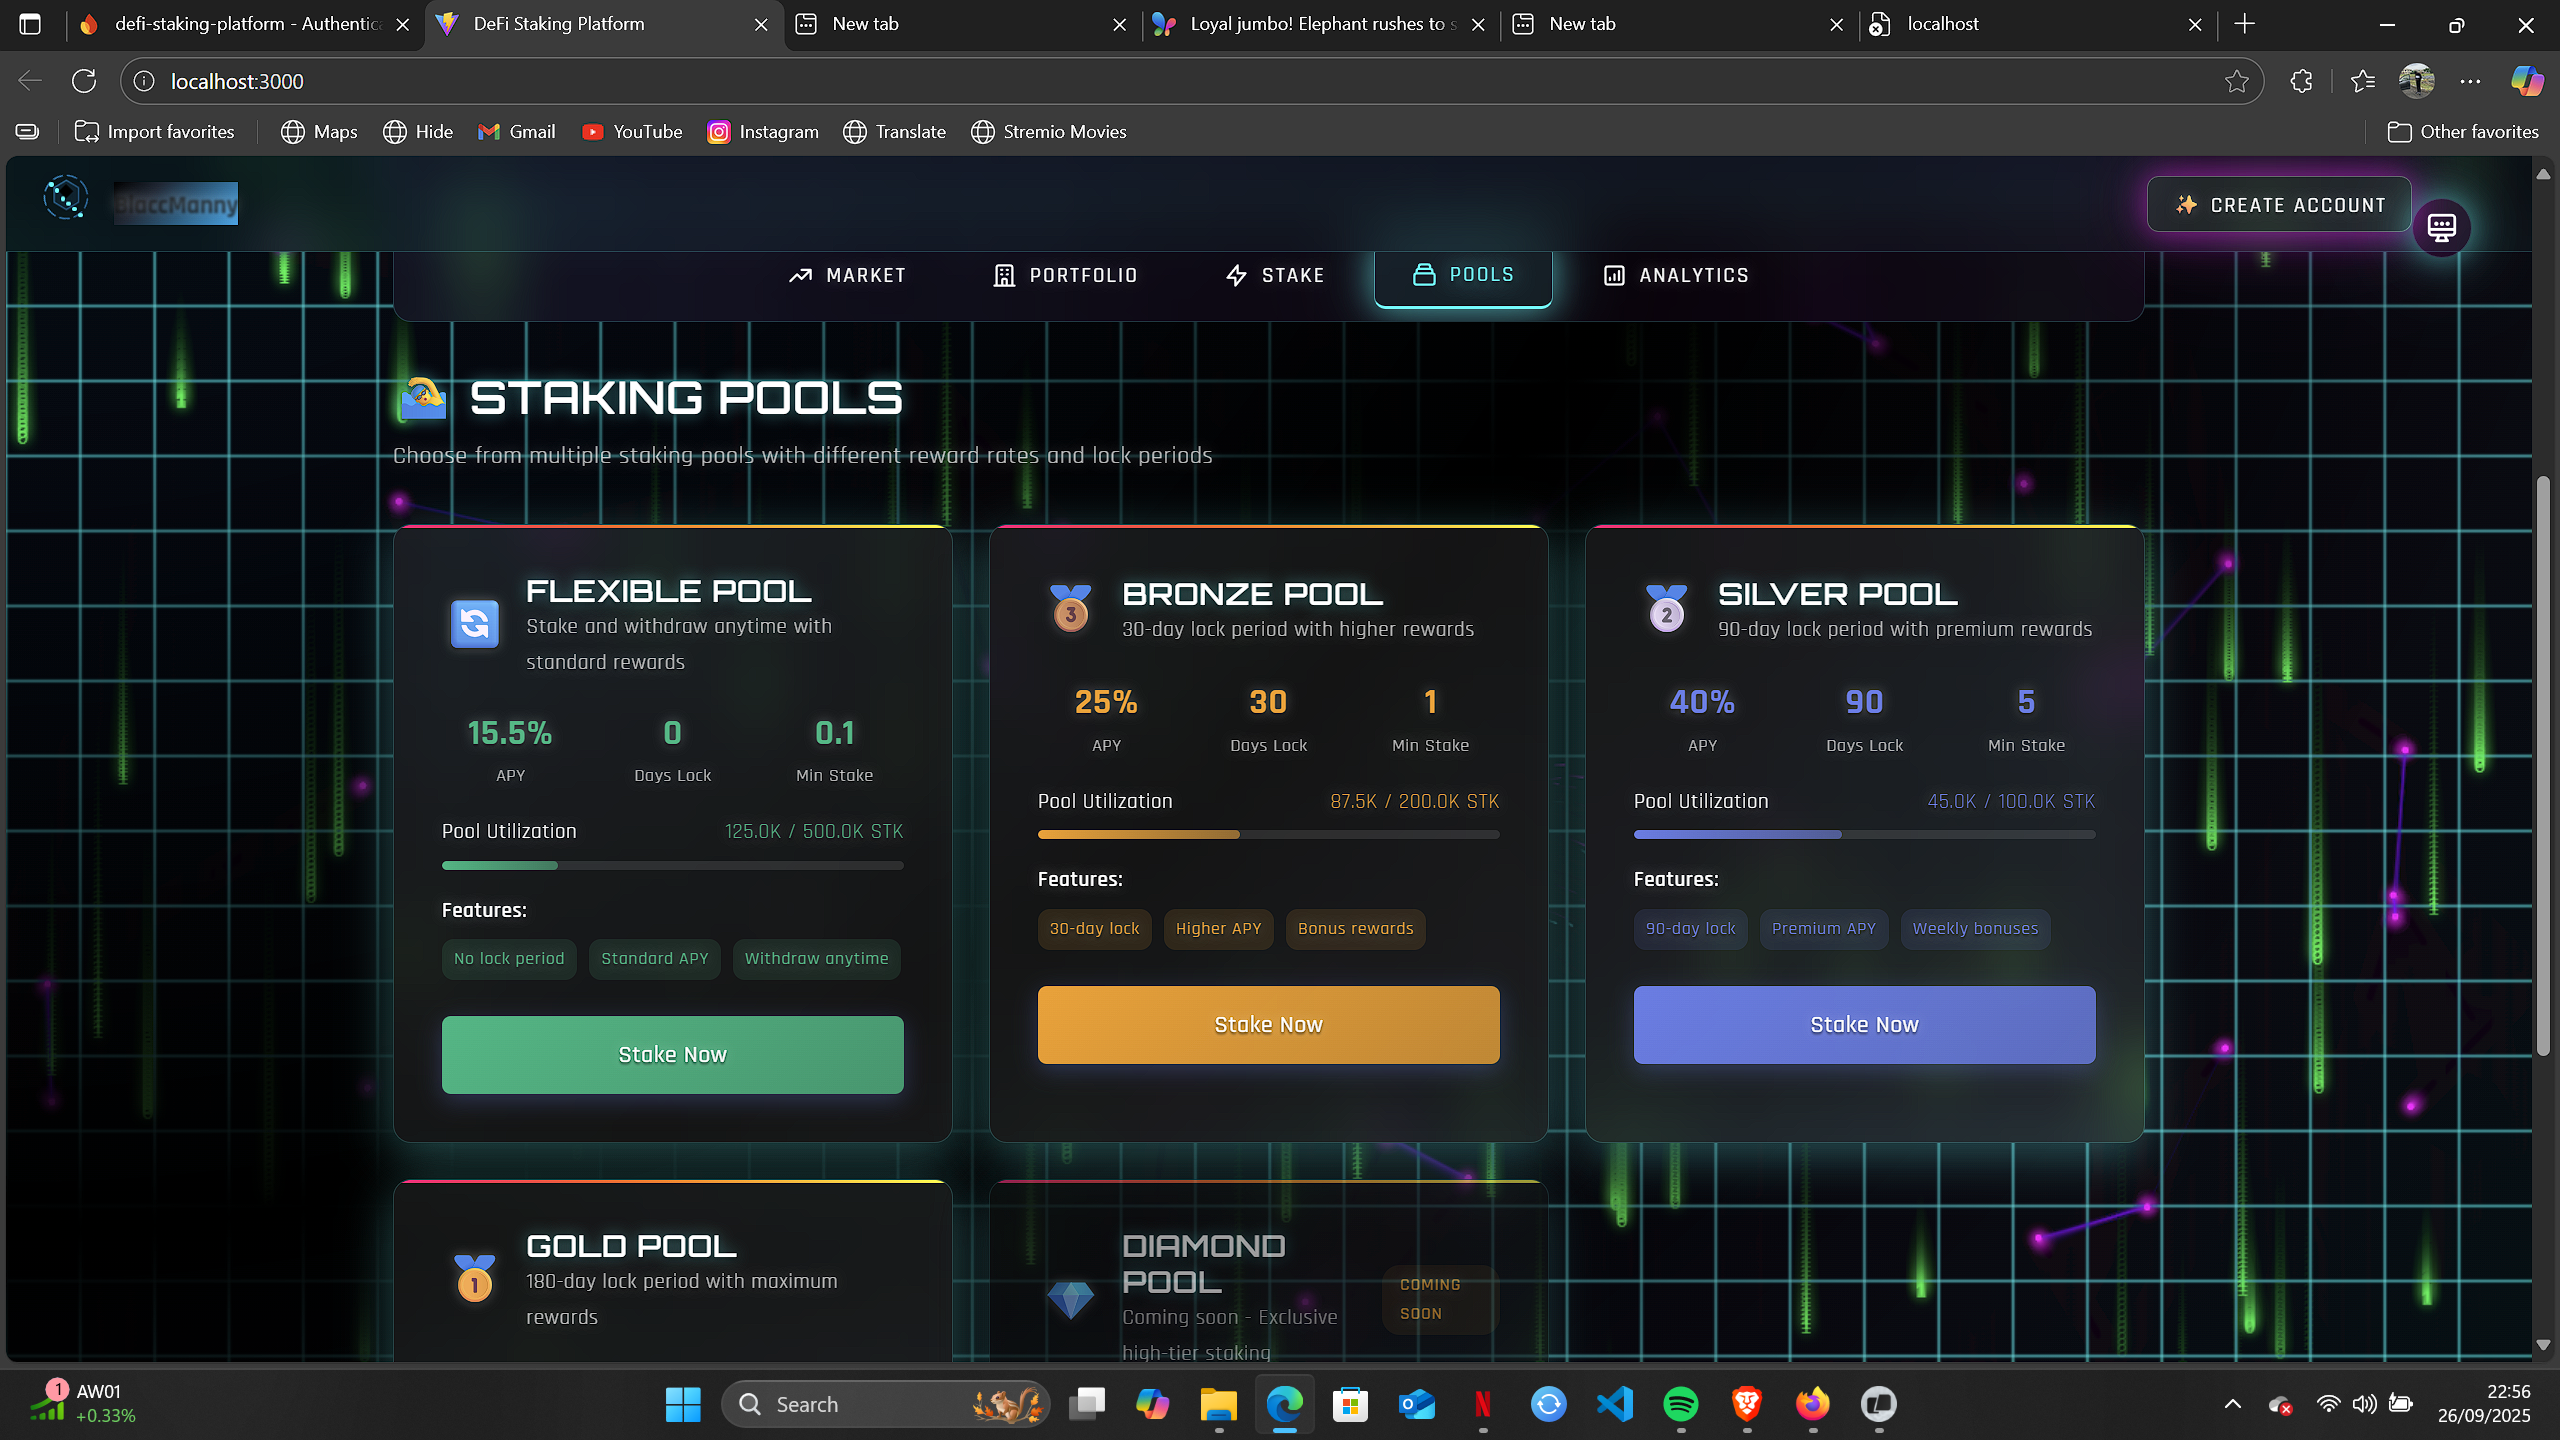 defi-staking-platform - Authentic
DeFi Staking Platform
New tab
Loyal jumbo! Elephant rushes to s
New tab
localhost
localhost:3000
Import favorites
Maps
Hide
Gmail
YouTube
Instagram
Translate
Stremio Movies
Other favorites
BlaccManny
CREATE ACCOUNT
MARKET
PORTFOLIO
STAKE
POOLS
ANALYTICS
STAKING POOLS
Choose from multiple staking pools with different reward rates and lock periods
FLEXIBLE POOL
Stake and withdraw anytime with
standard rewards
15.5% 0 0.1
APY Days Lock Min Stake
Pool Utilization 125.0K / 500.0K STK
Features:
No lock period Standard APY Withdraw anytime
Stake Now
3
BRONZE POOL
30-day lock period with higher rewards
25% 30 1
APY Days Lock Min Stake
Pool Utilization 87.5K / 200.0K STK
Features:
30-day lock Higher APY Bonus rewards
Stake Now
2
SILVER POOL
90-day lock period with premium rewards
40% 90 5
APY Days Lock Min Stake
Pool Utilization 45.0K / 100.0K STK
Features:
90-day lock Premium APY Weekly bonuses
Stake Now
1
GOLD POOL
180-day lock period with maximum
rewards
DIAMOND
POOL
Coming soon - Exclusive
high-tier staking
COMING
SOON
1
AW01
+0.33%
Search
22:56
26/09/2025